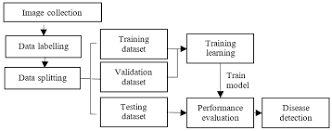 Image collection
Data labelling
Data splitting
Training
dataset
Validation
dataset
Testing
dataset
Training
learning
Train
model
Performance
evaluation
Disease
detection